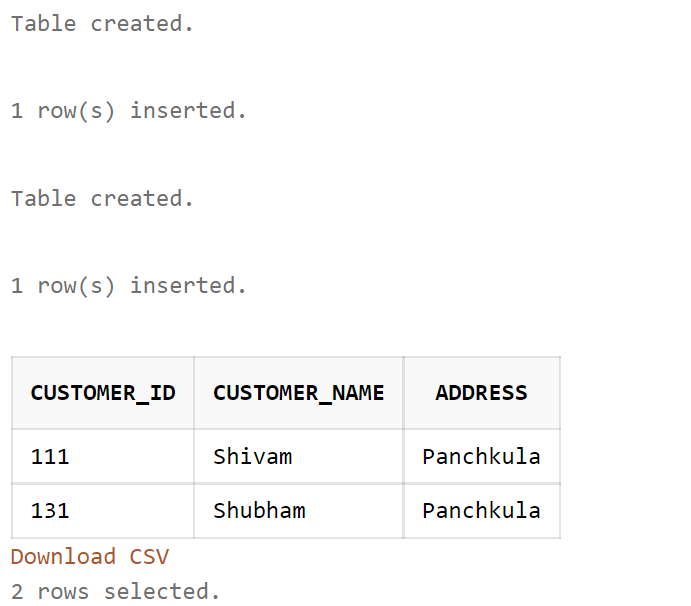 Table created.
1 row(s) inserted.
Table created.
1 row(s) inserted.
CUSTOMER_ID CUSTOMER_NAME ADDRESS
111 Shivam Panchkula
131 Shubham Panchkula
Download CSV
2 rows selected.